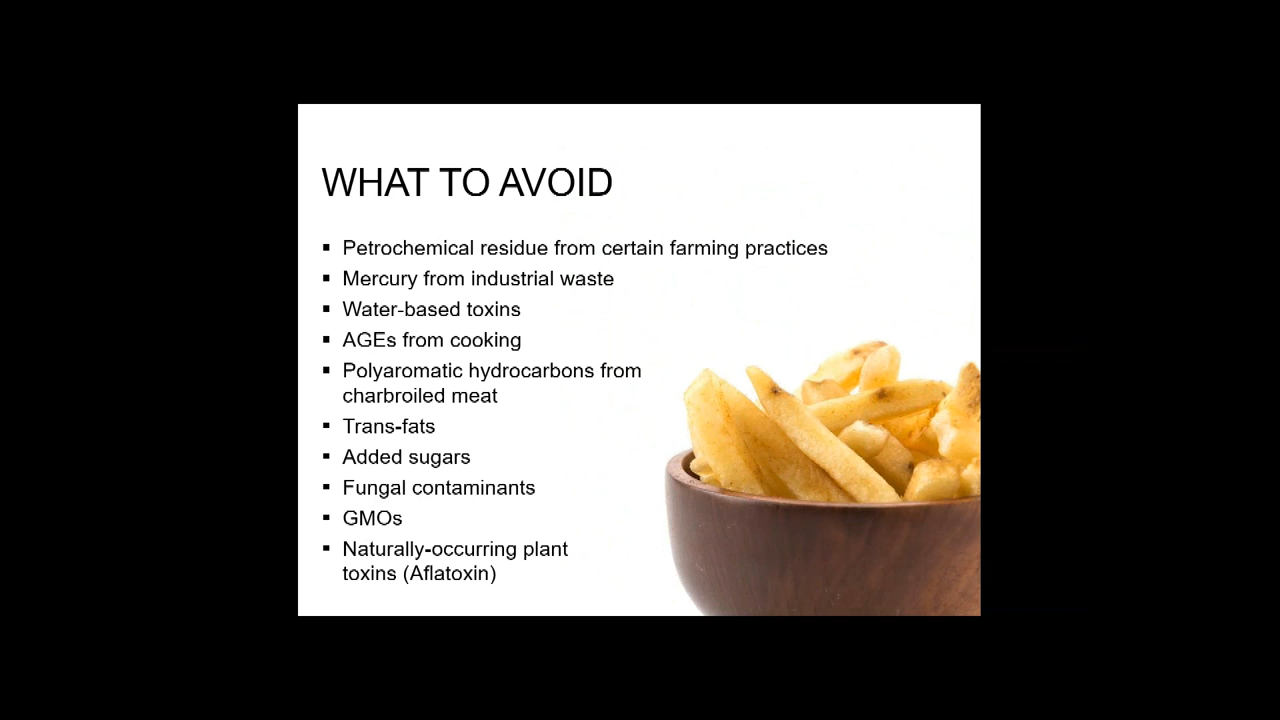 WHAT TO AVOID
▪ Petrochemical residue from certain farming practices
▪ Mercury from industrial waste
▪ Water-based toxins
▪ AGEs from cooking
▪ Polyaromatic hydrocarbons from
charbroiled meat
▪ Trans-fats
▪ Added sugars
▪ Fungal contaminants
▪ GMOs
▪ Naturally-occurring plant
toxins (Aflatoxin)